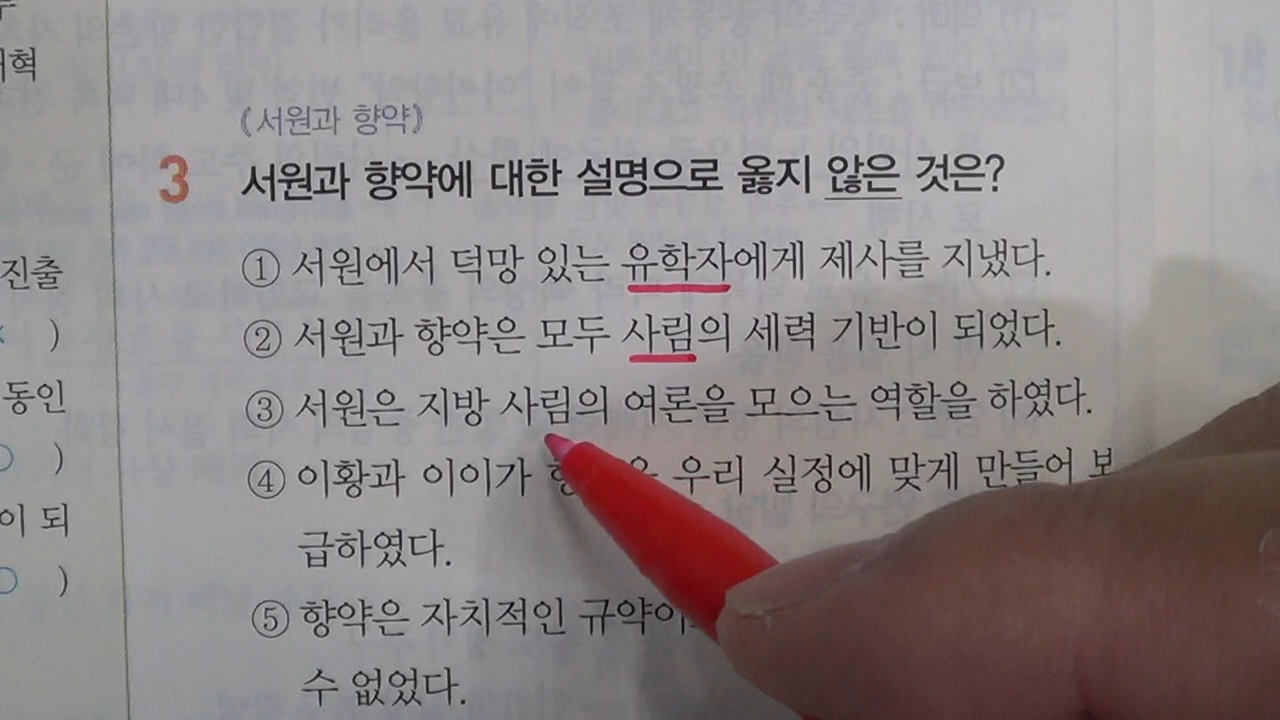 혁
진출
)
동인
)
이 되
)
(서원과 향약)
3 서원과 향약에 대한 설명으로 옳지 않은 것은?
① 서원에서 덕망 있는 유학자에게 제사를 지냈다.
② 서원과 향약은 모두 사림의 세력 기반이 되었다.
③ 서원은 지방 사림의 여론을 모으는 역할을 하였다.
④ 이황과 이이가 우리 실정에 맞게 만들어 보
급하였다.
⑤ 향약은 자치적인 규약이
수 없었다.